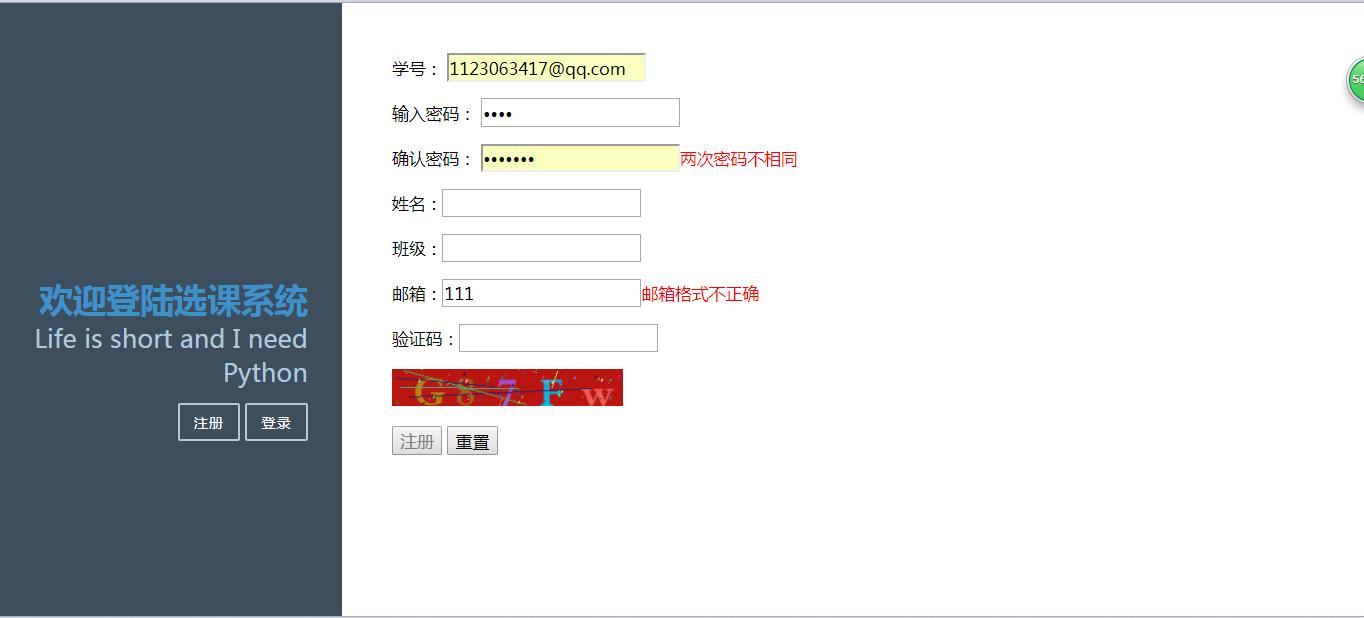 学号： 1123063417@qq.com
输入密码： ••••
确认密码： ••••••• 两次密码不相同
姓名：
班级：
邮箱： 111 邮箱格式不正确
验证码：
G87Fw
注册 重置
欢迎登陆选课系统
Life is short and I need
Python
注册 登录
56